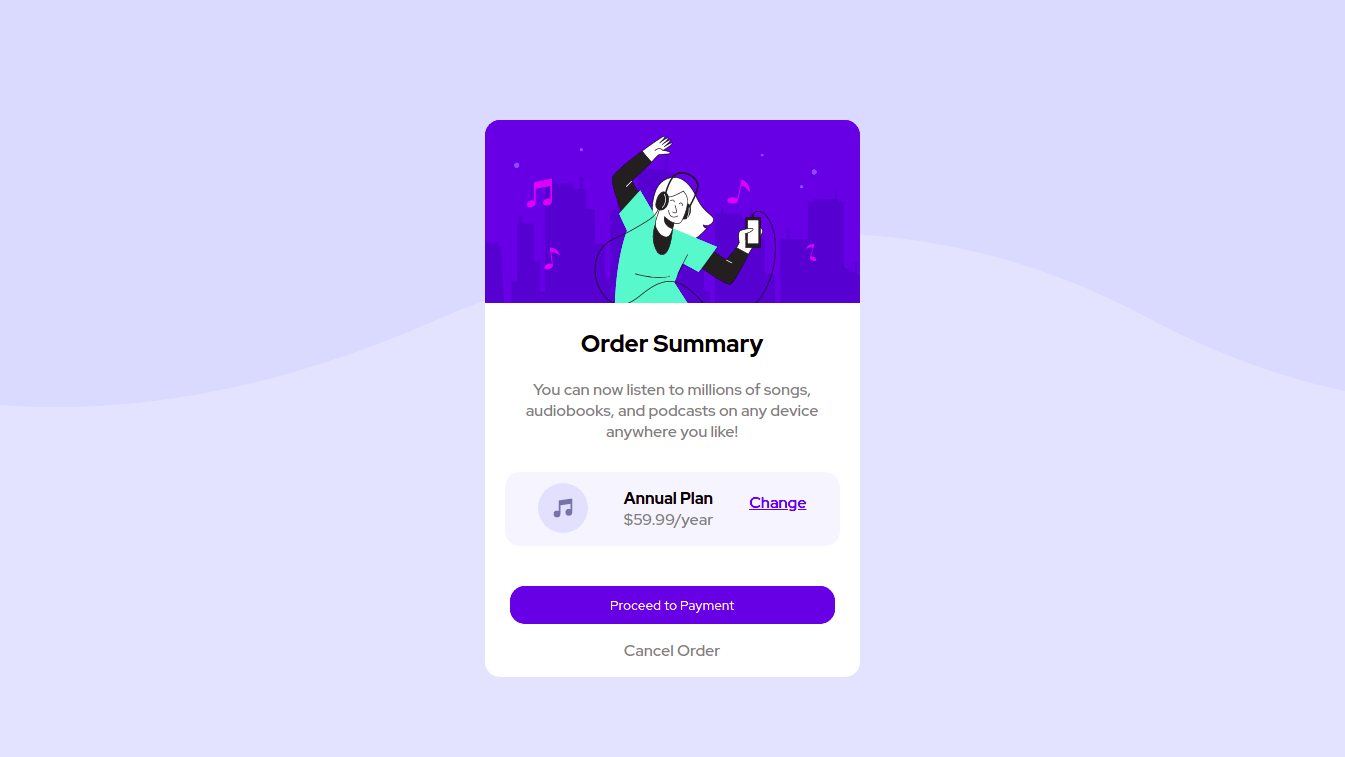 Order Summary
You can now listen to millions of songs,
audiobooks, and podcasts on any device
anywhere you like!
Annual Plan
$59.99/year
Change
Proceed to Payment
Cancel Order